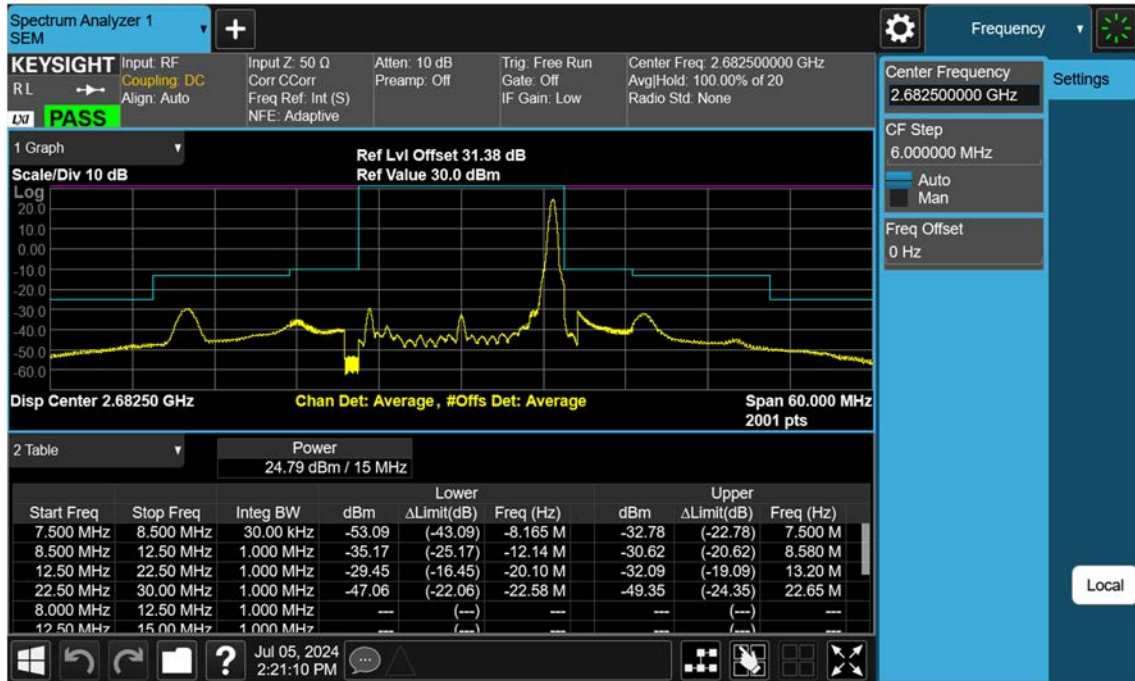 Spectrum Analyzer 1
SEM
+
Frequency
KEYSIGHT
RL
LXI PASS
Input: RF
Coupling: DC
Align: Auto
Input Z: 50 Ω
Corr CCorr
Freq Ref: Int (S)
NFE: Adaptive
Atten: 10 dB
Preamp: Off
Trig: Free Run
Gate: Off
IF Gain: Low
Center Freq: 2.682500000 GHz
Avg|Hold: 100.00% of 20
Radio Std: None
Center Frequency
2.682500000 GHz
Settings
CF Step
6.000000 MHz
Auto
Man
Freq Offset
0 Hz
Local
1 Graph
Scale/Div 10 dB
Ref Lvl Offset 31.38 dB
Ref Value 30.0 dBm
Log
20.0
10.0
0.00
-10.0
-20.0
-30.0
-40.0
-50.0
-60.0
Disp Center 2.68250 GHz
Chan Det: Average, #Offs Det: Average
Span 60.000 MHz
2001 pts
2 Table
Power
24.79 dBm / 15 MHz
Lower Upper
Start Freq Stop Freq Integ BW dBm ΔLimit(dB) Freq (Hz) dBm ΔLimit(dB) Freq (Hz)
7.500 MHz 8.500 MHz 30.00 kHz -53.09 (-43.09) -8.165 M -32.78 (-22.78) 7.500 M
8.500 MHz 12.50 MHz 1.000 MHz -35.17 (-25.17) -12.14 M -30.62 (-20.62) 8.580 M
12.50 MHz 22.50 MHz 1.000 MHz -29.45 (-16.45) -20.10 M -32.09 (-19.09) 13.20 M
22.50 MHz 30.00 MHz 1.000 MHz -47.06 (-22.06) -22.58 M -49.35 (-24.35) 22.65 M
8.000 MHz 12.50 MHz 1.000 MHz --- (---) --- --- (---) ---
12.50 MHz 15.00 MHz 1.000 MHz --- (---) --- --- (---) ---
?
Jul 05, 2024
2:21:10 PM